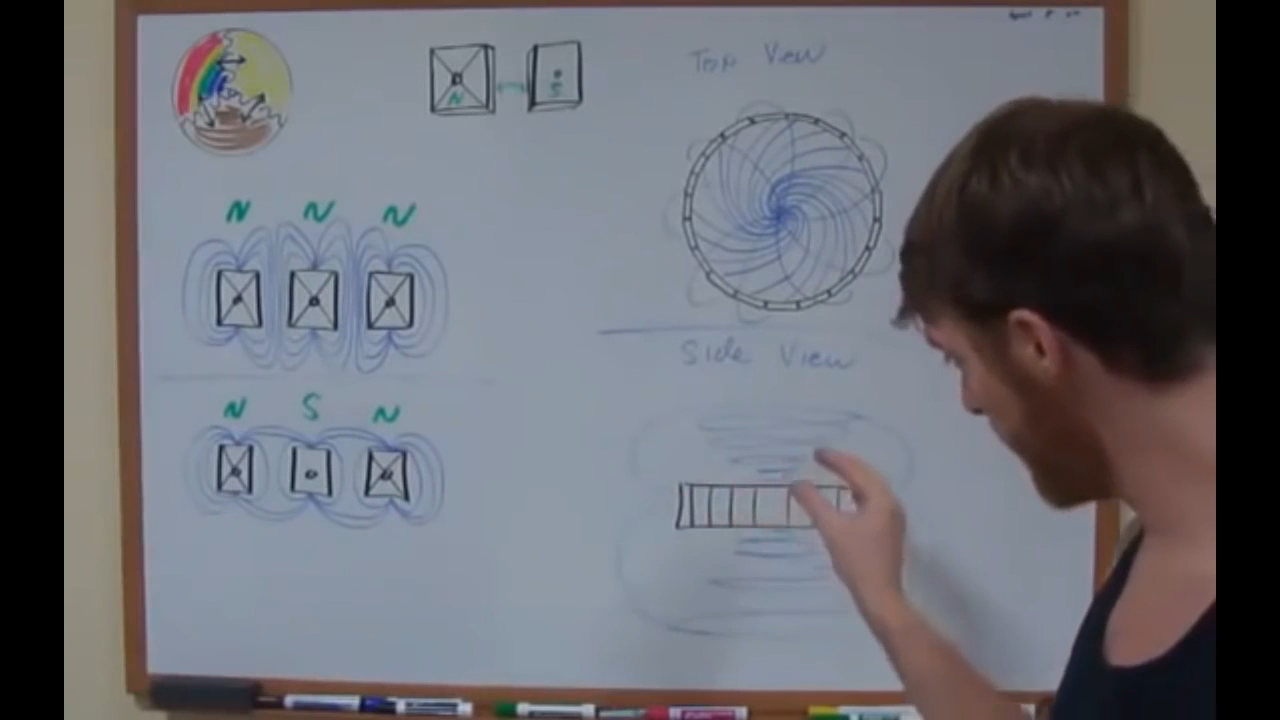 N S
Top View
N N N
Side View
N S N